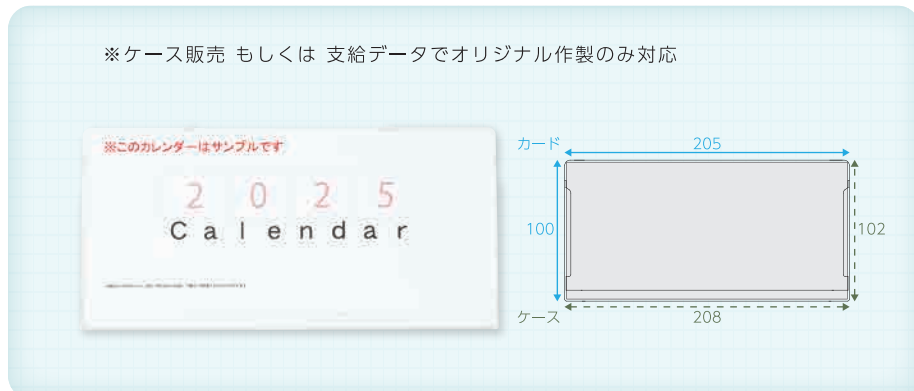 ※ケース販売 もしくは 支給データでオリジナル作製のみ対応
※このカレンダーはサンプルです
2 0 2 5
Calendar
カード
205
100
102
ケース
208